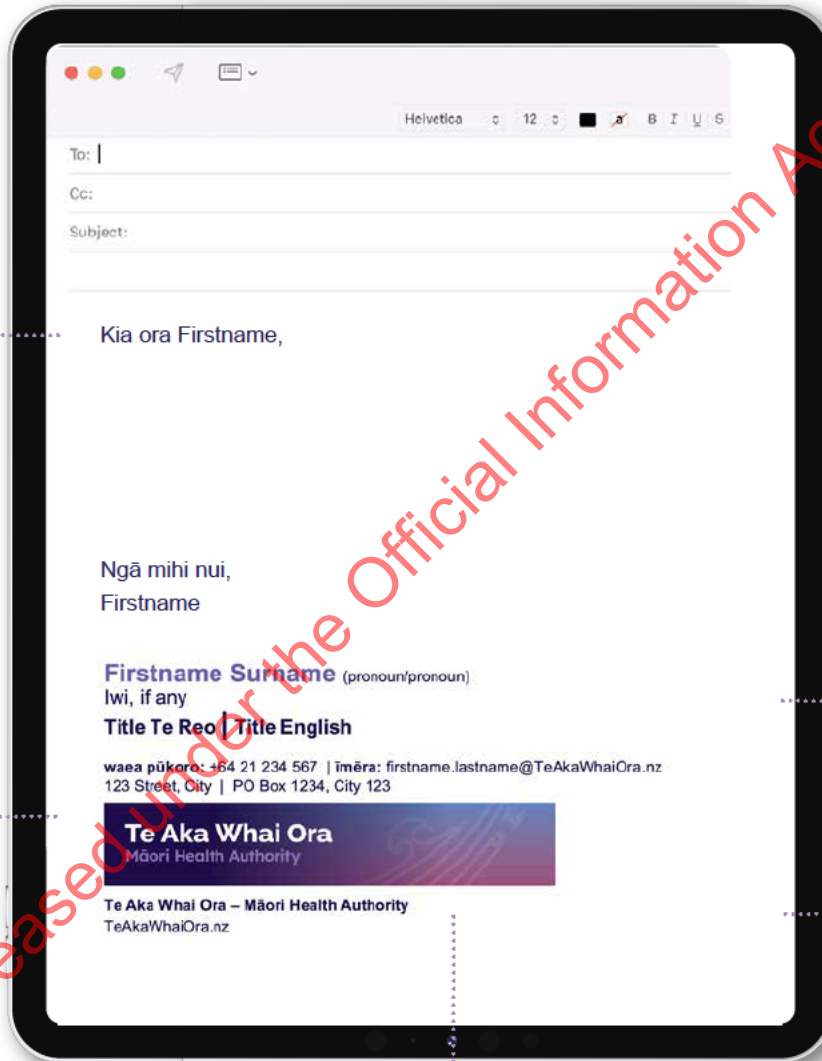 Helvetica 12 a B I U S
To:
Cc:
Subject:
Kia ora Firstname,
Ngā mihi nui,
Firstname
Firstname Surname (pronoun/pronoun)
Iwi, if any
Title Te Reo | Title English
waea pūkoro: +64 21 234 567 | īmēra: firstname.lastname@TeAkaWhaiOra.nz
123 Street, City | PO Box 1234, City 123
Te Aka Whai Ora
Māori Health Authority
Te Aka Whai Ora – Māori Health Authority
TeAkaWhaiOra.nz
eased under the Official Information Ac